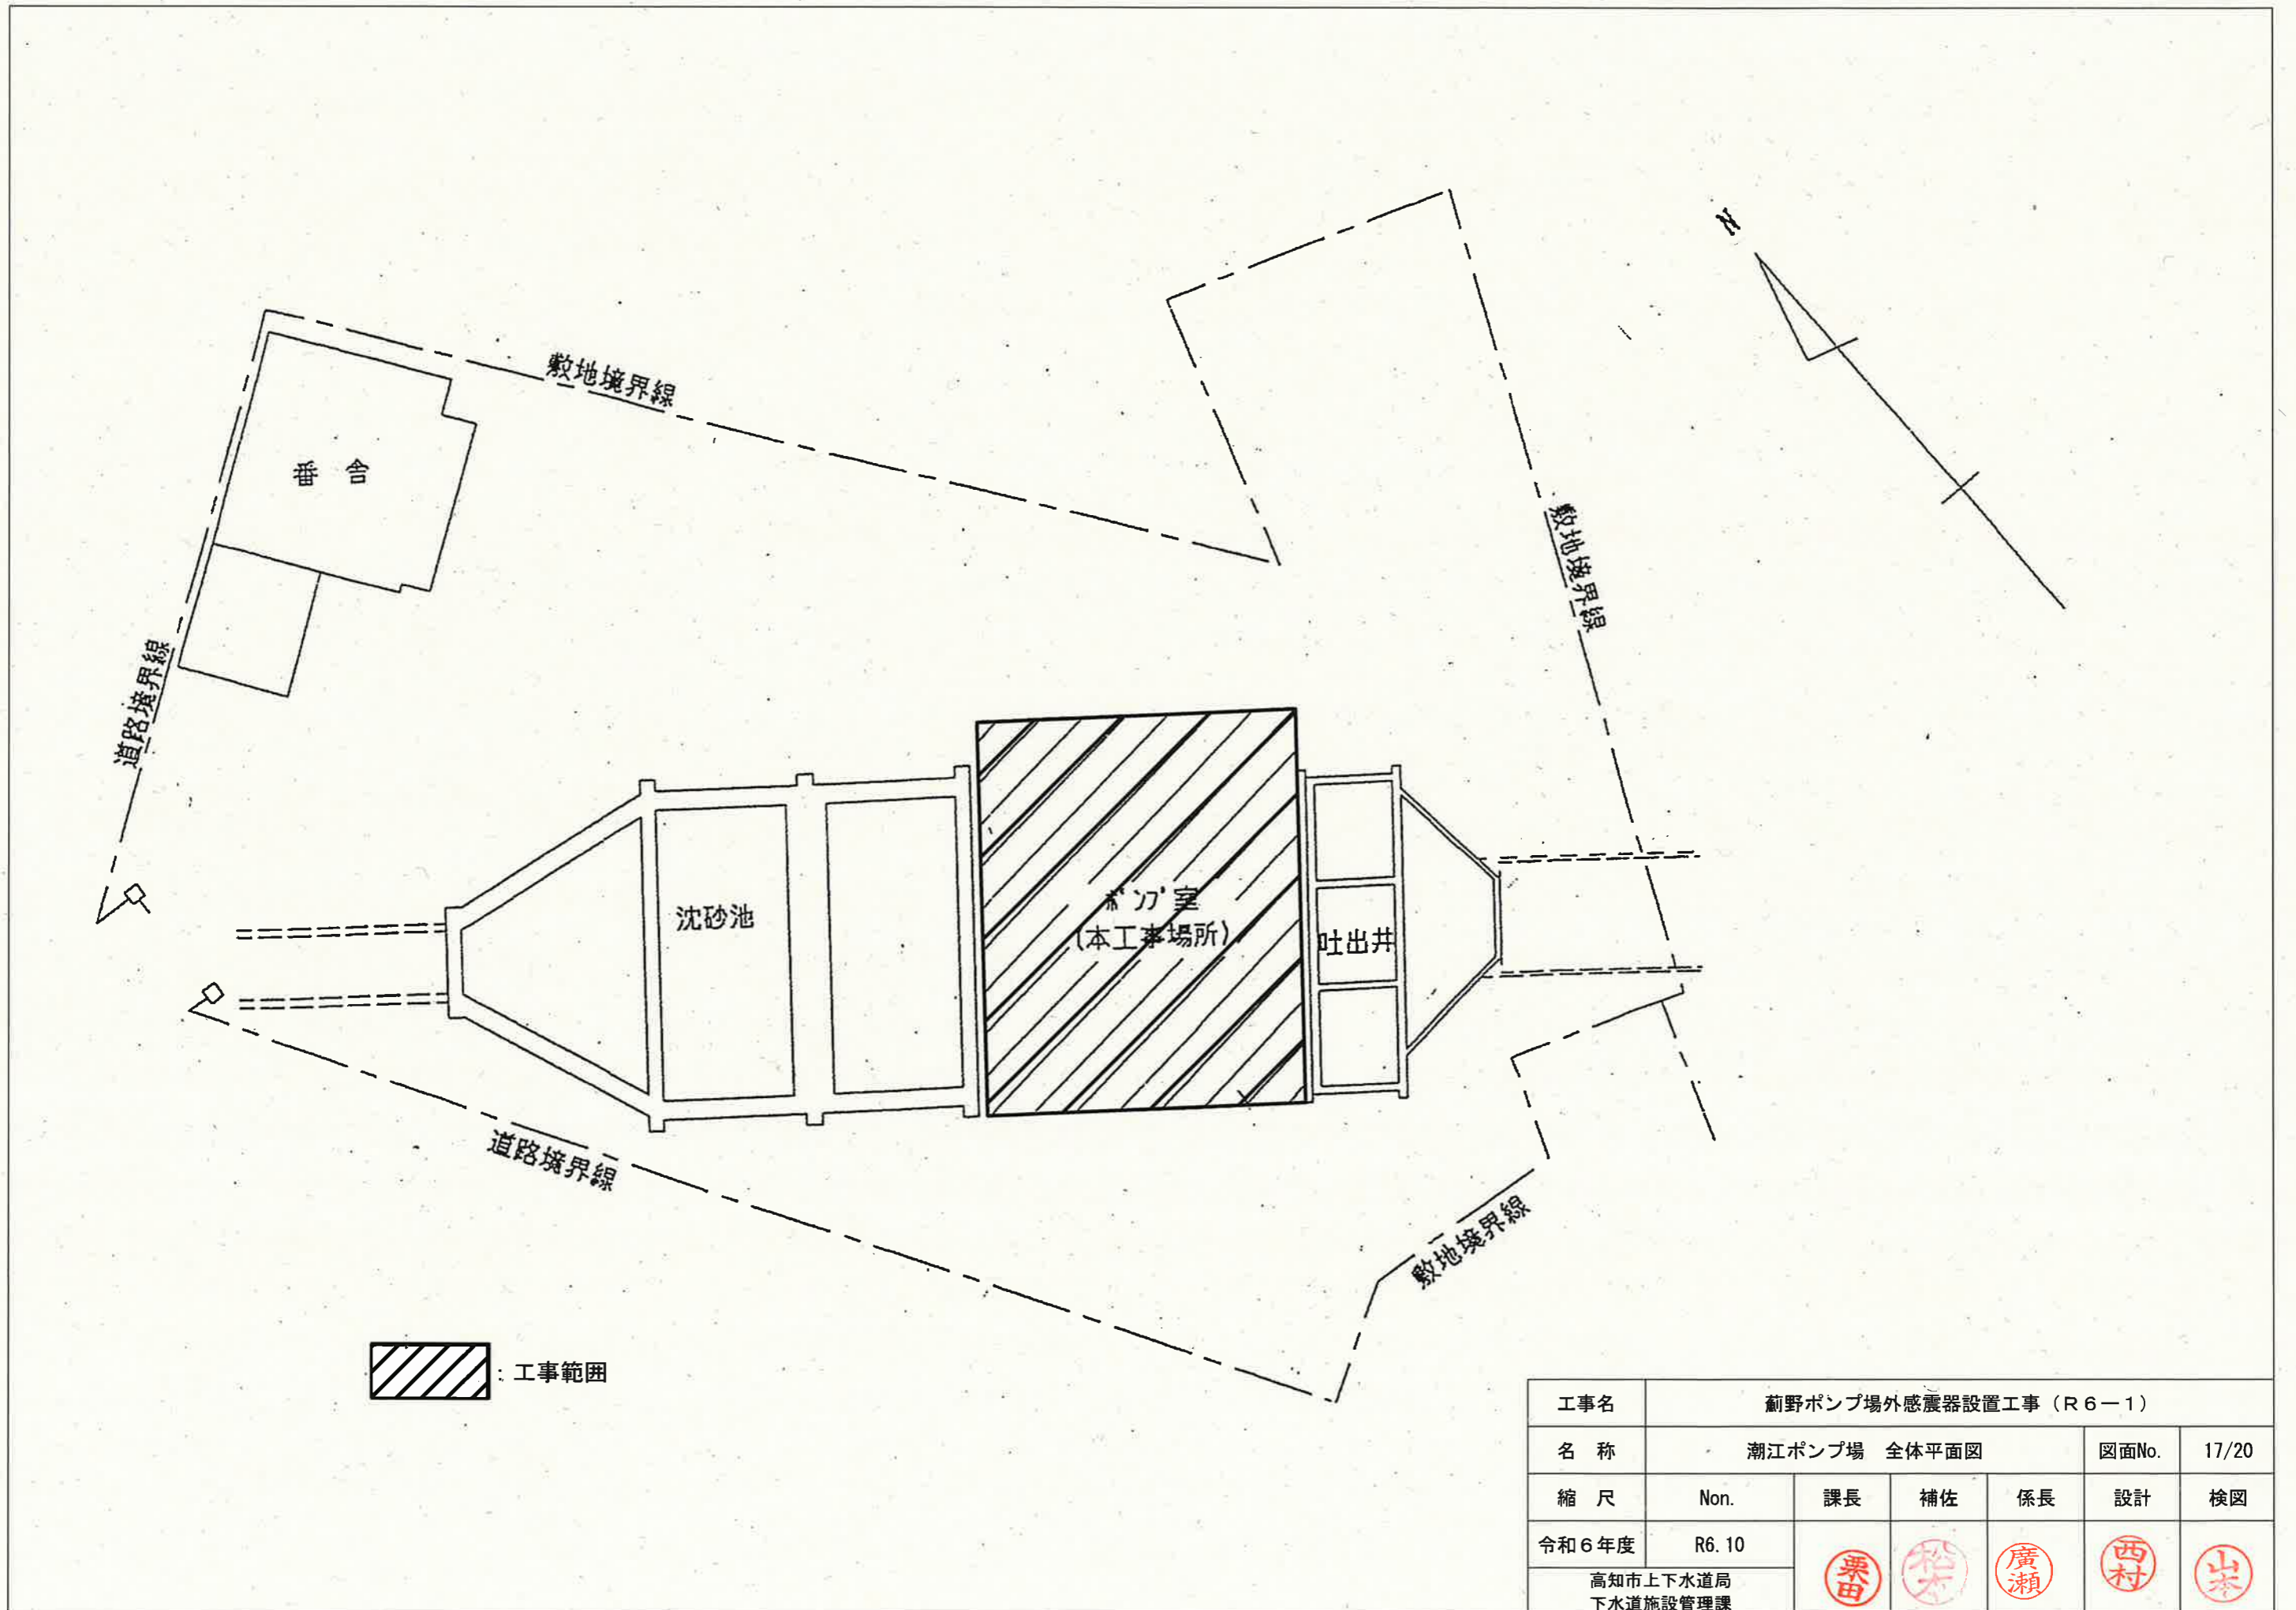 N
敷地境界線
番 舎
敷地境界線
道路境界線
沈砂池
ポンプ室
(本工事場所)
吐出井
道路境界線
敷地境界線
: 工事範囲
工事名 薊野ポンプ場外感震器設置工事（R6－1）
名 称 潮江ポンプ場 全体平面図 図面No. 17/20
縮 尺 Non. 課長 補佐 係長 設計 検図
令和6年度 R6.10
栗田 松本 廣瀬 西村 山本
高知市上下水道局
下水道施設管理課